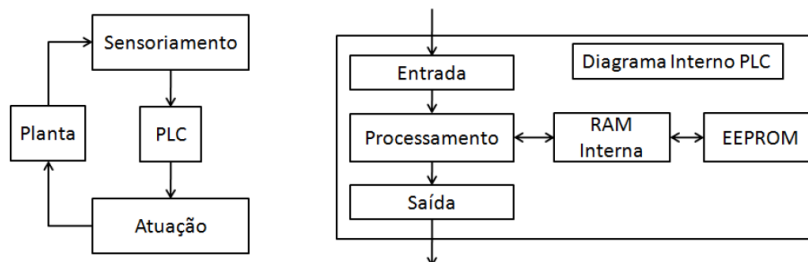 Sensoriamento
Planta
PLC
Atuação
Diagrama Interno PLC
Entrada
Processamento
RAM
Interna
EEPROM
Saída